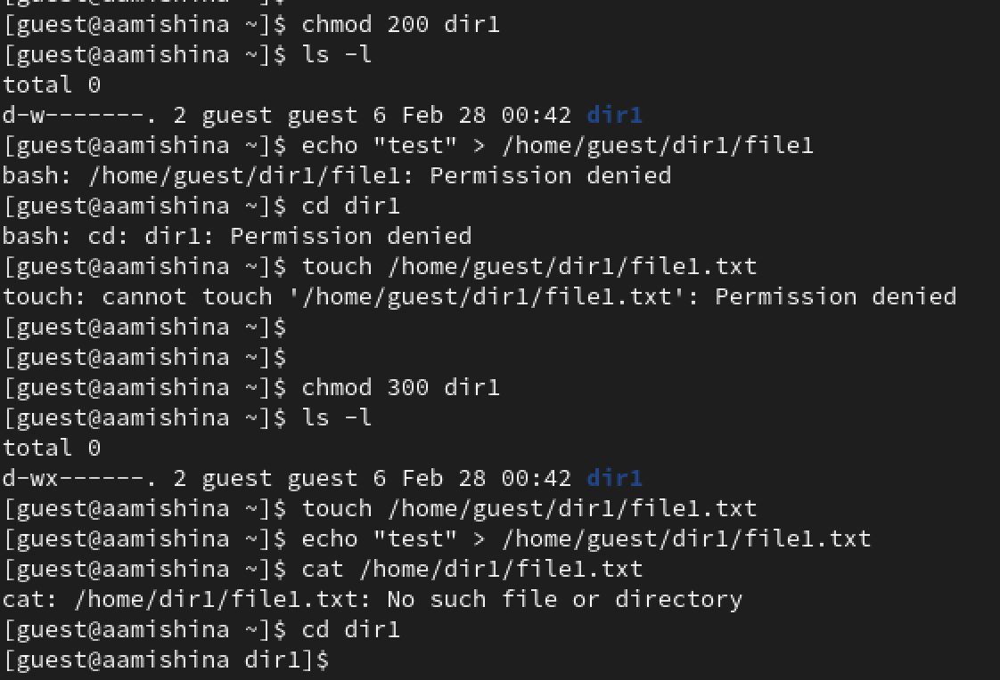 [guest@aamishina ~]$ chmod 200 dir1
[guest@aamishina ~]$ ls -l
total 0
d-w-------. 2 guest guest 6 Feb 28 00:42 dir1
[guest@aamishina ~]$ echo "test" > /home/guest/dir1/file1
bash: /home/guest/dir1/file1: Permission denied
[guest@aamishina ~]$ cd dir1
bash: cd: dir1: Permission denied
[guest@aamishina ~]$ touch /home/guest/dir1/file1.txt
touch: cannot touch '/home/guest/dir1/file1.txt': Permission denied
[guest@aamishina ~]$
[guest@aamishina ~]$
[guest@aamishina ~]$ chmod 300 dir1
[guest@aamishina ~]$ ls -l
total 0
d-wx------. 2 guest guest 6 Feb 28 00:42 dir1
[guest@aamishina ~]$ touch /home/guest/dir1/file1.txt
[guest@aamishina ~]$ echo "test" > /home/guest/dir1/file1.txt
[guest@aamishina ~]$ cat /home/dir1/file1.txt
cat: /home/dir1/file1.txt: No such file or directory
[guest@aamishina ~]$ cd dir1
[guest@aamishina dir1]$